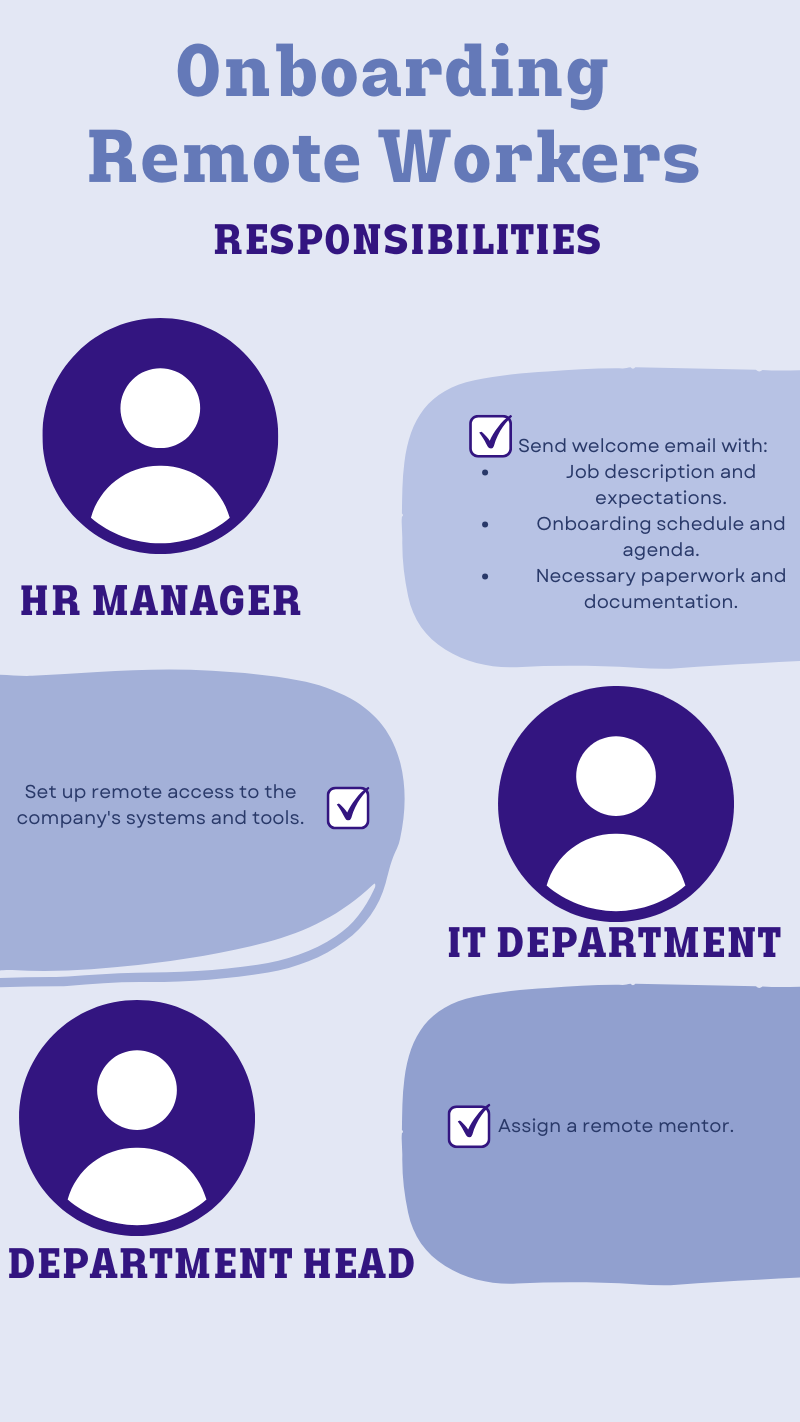 Onboarding
Remote Workers
RESPONSIBILITIES
Send welcome email with:
• Job description and
expectations.
• Onboarding schedule and
agenda.
• Necessary paperwork and
documentation.
HR MANAGER
Set up remote access to the
company's systems and tools.
IT DEPARTMENT
Assign a remote mentor.
DEPARTMENT HEAD